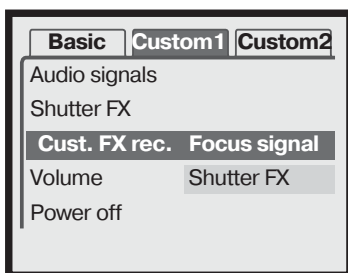 Basic Custom1 Custom2
Audio signals
Shutter FX
Cust. FX rec. Focus signal
Volume Shutter FX
Power off